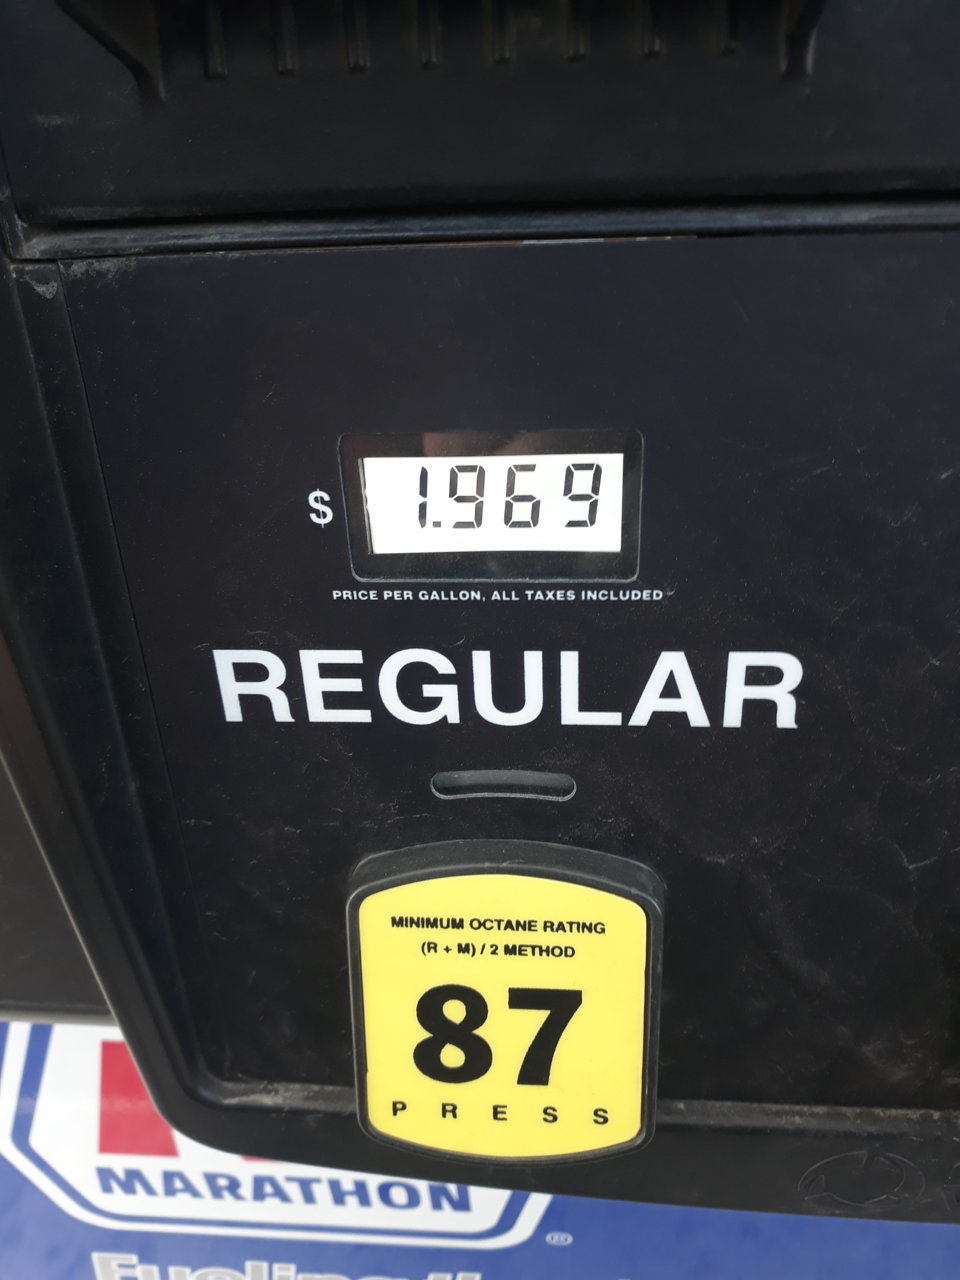 $ 1.969
PRICE PER GALLON, ALL TAXES INCLUDED
REGULAR
MINIMUM OCTANE RATING
(R + M) / 2 METHOD
87
PRESS
MARATHON